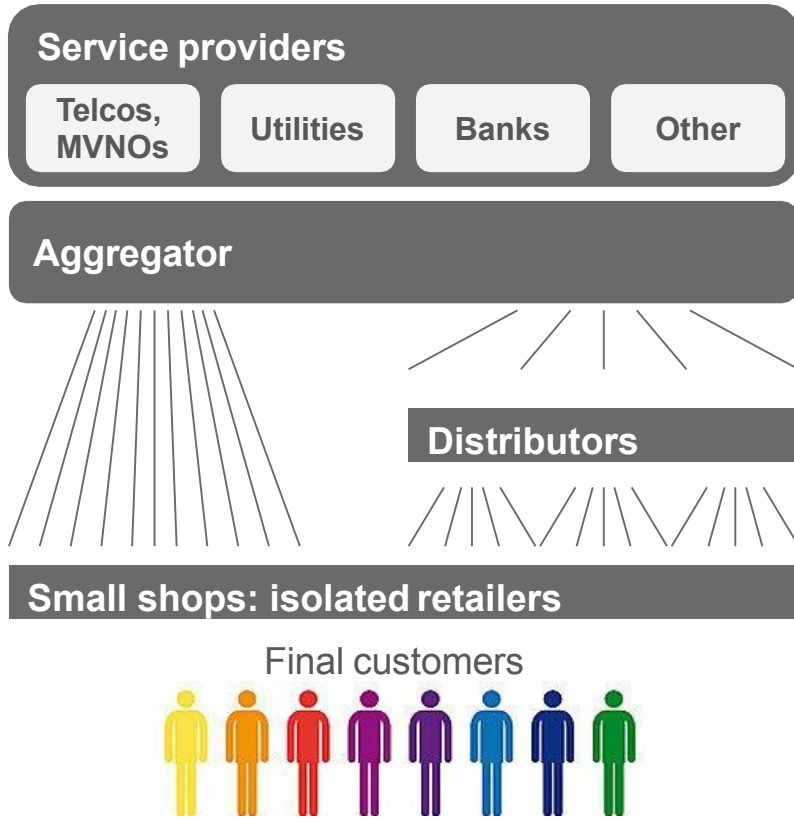 Service providers
Telcos,
MVNOs
Utilities
Banks
Other
Aggregator
Distributors
Small shops: isolated retailers
Final customers